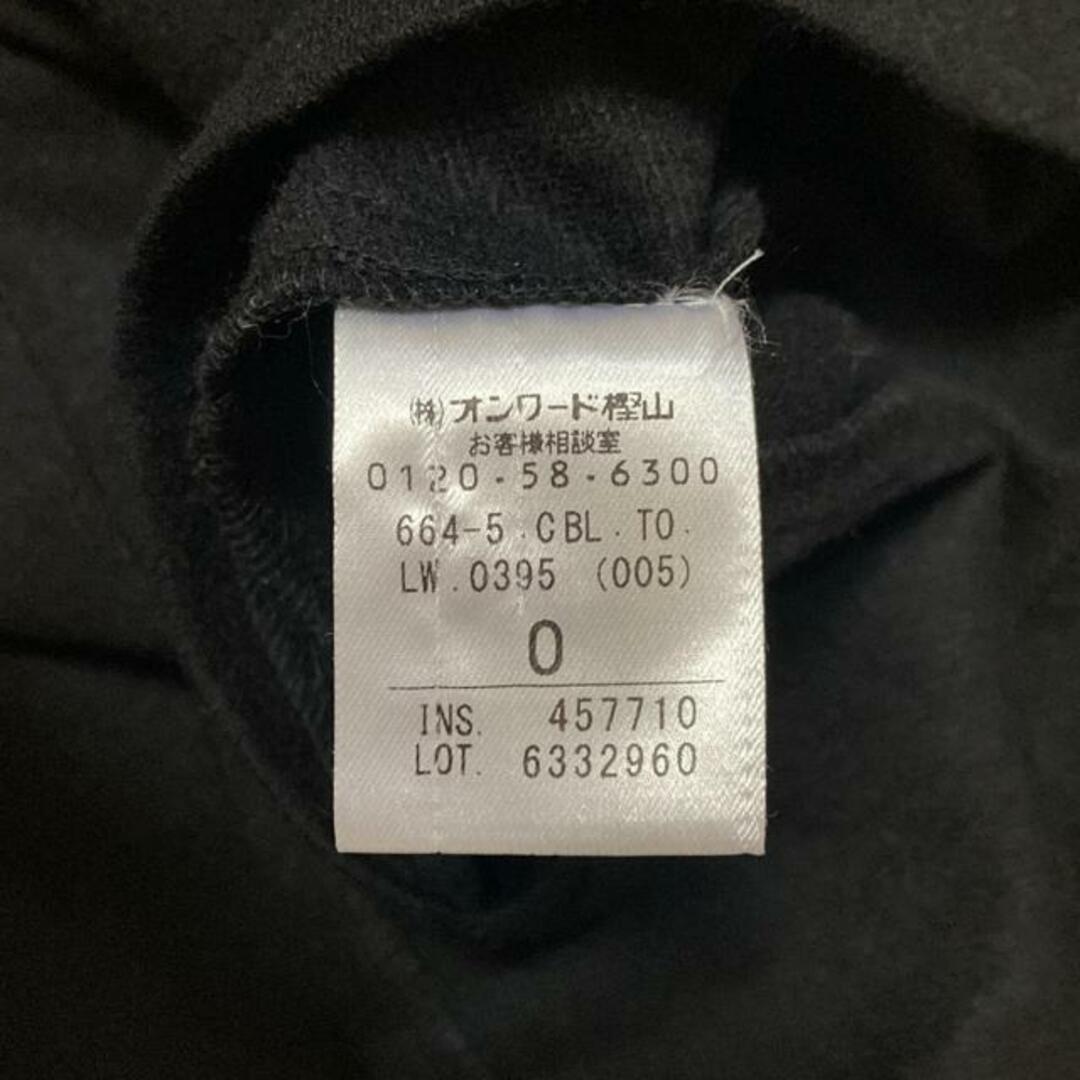 (株)オンワード樫山
お客様相談室
0120-58-6300
664-5.CBL.TO.
LW.0395 (005)
0
INS. 457710
LOT. 6332960